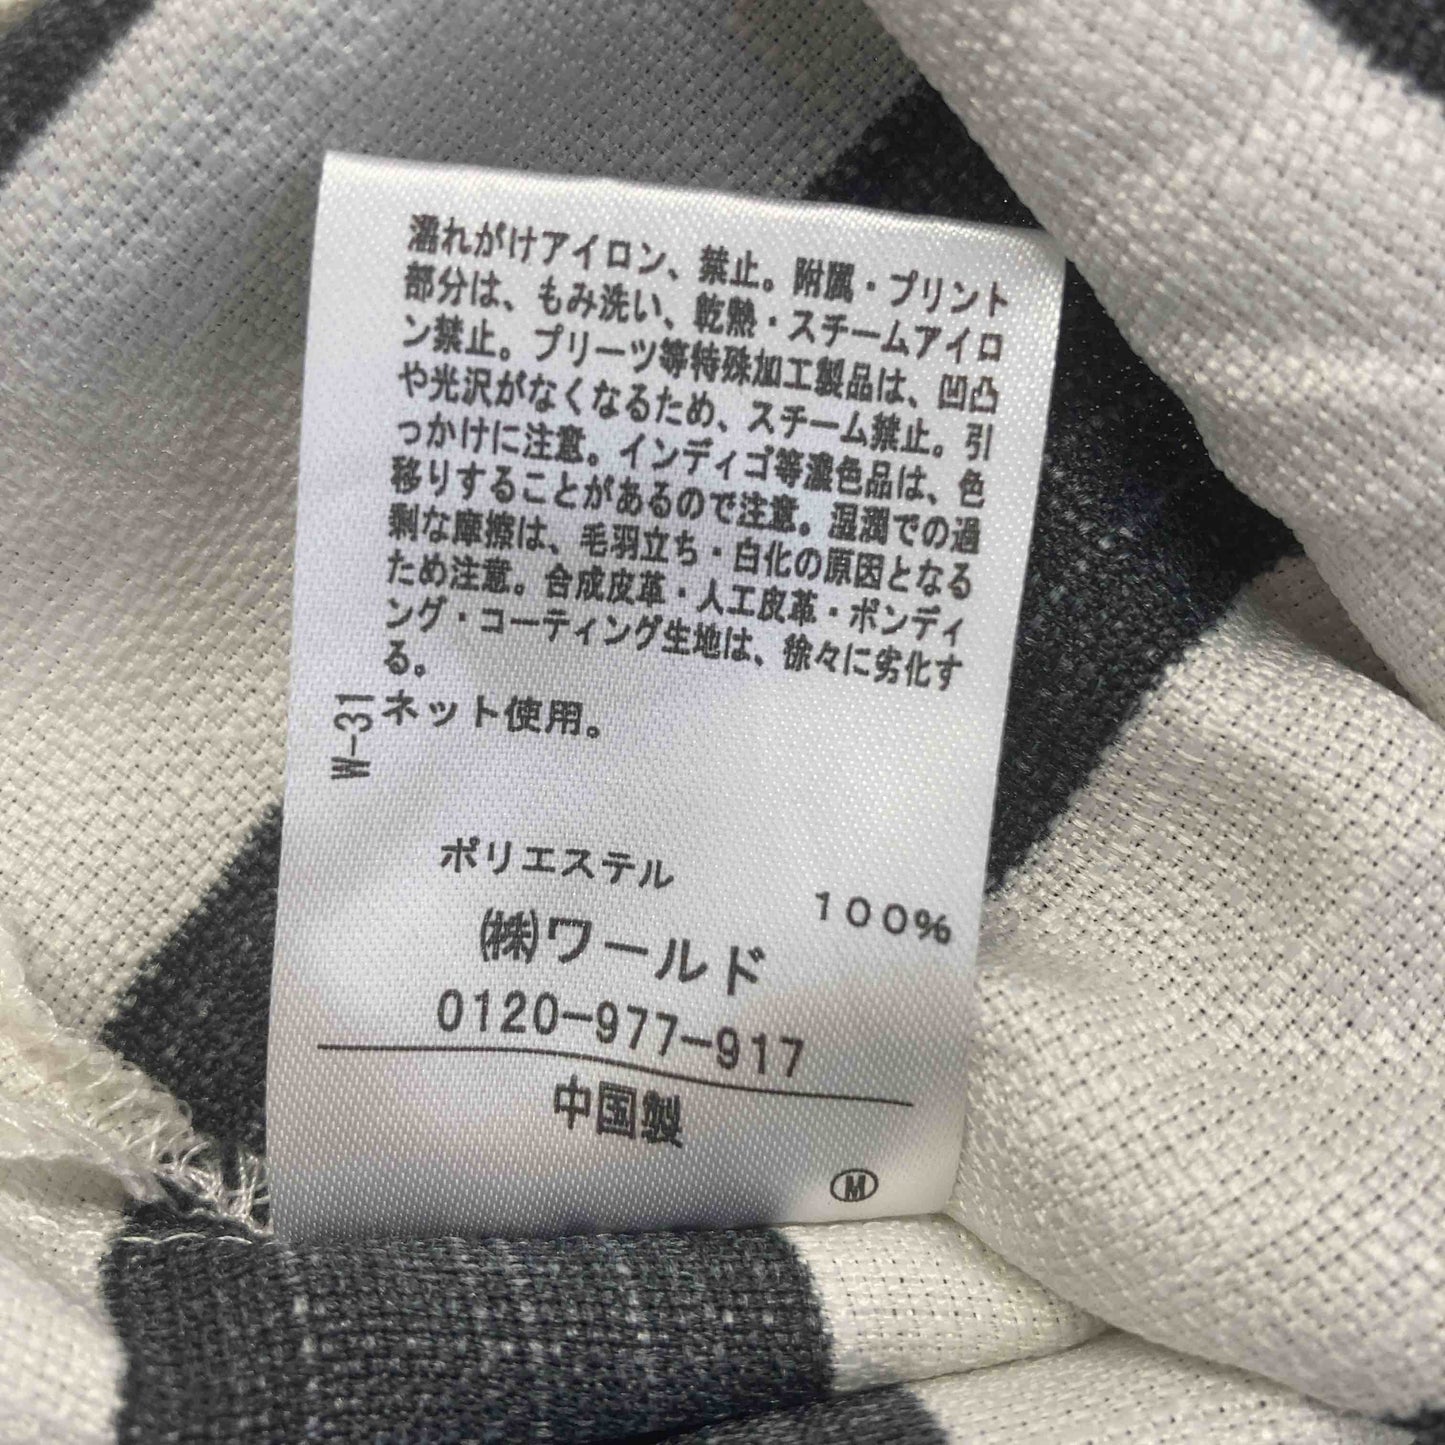 濡れがけアイロン、禁止。附属・プリント
部分は、もみ洗い、乾熱・スチームアイロ
ン禁止。プリーツ等特殊加工製品は、凹凸
や光沢がなくなるため、スチーム禁止。引
っかけに注意。インディゴ等濃色品は、色
移りすることがあるので注意。湿潤での過
剰な摩擦は、毛羽立ち・白化の原因となる
ため注意。合成皮革・人工皮革・ボンディ
ング・コーティング生地は、徐々に劣化す
る。
ネット使用。
W-31
ポリエステル
100%
㈱ワールド
0120-977-917
中国製
Ⓜ